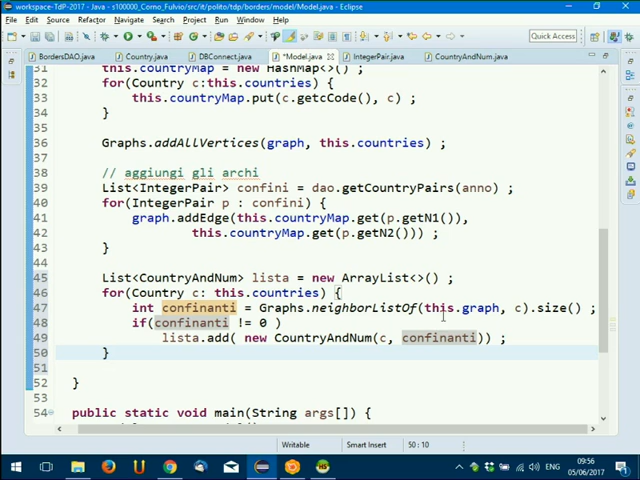 workspace-TdP-2017 - Java - s100000_Corno_Fulvio/src/it/polito/tdp/borders/model/Model.java - Eclipse
File Edit Source Refactor Navigate Search Project Run Window Help
Quick Access
BordersDAO.java Country.java DBConnect.java *Model.java IntegerPair.java CountryAndNum.java
31 this.countryMap = new HashMap<>() ;
32 for(Country c:this.countries) {
33 this.countryMap.put(c.getcCode(), c) ;
34 }
35
36 Graphs.addAllVertices(graph, this.countries) ;
37
38 // aggiungi gli archi
39 List<IntegerPair> confini = dao.getCountryPairs(anno) ;
40 for(IntegerPair p : confini) {
41 graph.addEdge(this.countryMap.get(p.getN1()),
42 this.countryMap.get(p.getN2())) ;
43 }
44
45 List<CountryAndNum> lista = new ArrayList<>() ;
46 for(Country c: this.countries) {
47 int confinanti = Graphs.neighborListOf(this.graph, c).size() ;
48 if(confinanti != 0 )
49 lista.add( new CountryAndNum(c, confinanti)) ;
50 }
51
52 }
53
54 public static void main(String args[]) {
Writable Smart Insert 50 : 10
ENG 09:56
05/06/2017